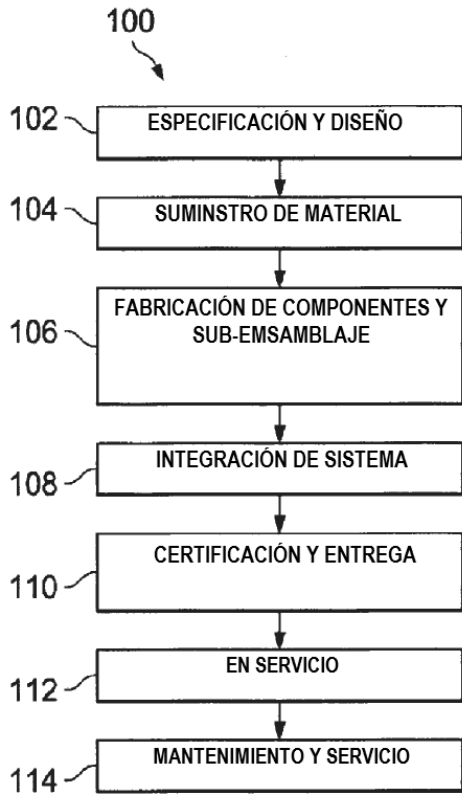 100
102 ESPECIFICACIÓN Y DISEÑO
104 SUMINSTRO DE MATERIAL
106 FABRICACIÓN DE COMPONENTES Y
SUB-EMSAMBLAJE
108 INTEGRACIÓN DE SISTEMA
110 CERTIFICACIÓN Y ENTREGA
112 EN SERVICIO
114 MANTENIMIENTO Y SERVICIO